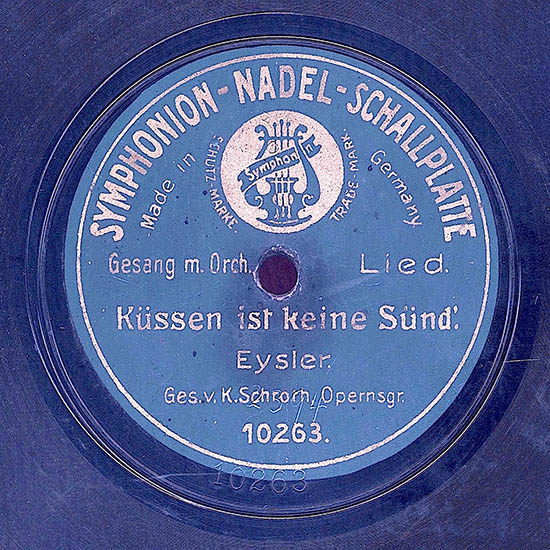 SYMPHONION-NADEL-SCHALLPLATTE
Made in Germany
SCHUTZ-MARKE. TRADE MARK.
Symphon
Gesang m. Orch. Lied.
Küssen ist keine Sünd'.
Eysler.
Ges.v.K.Schroth, Opernsgr.
10263.
10263